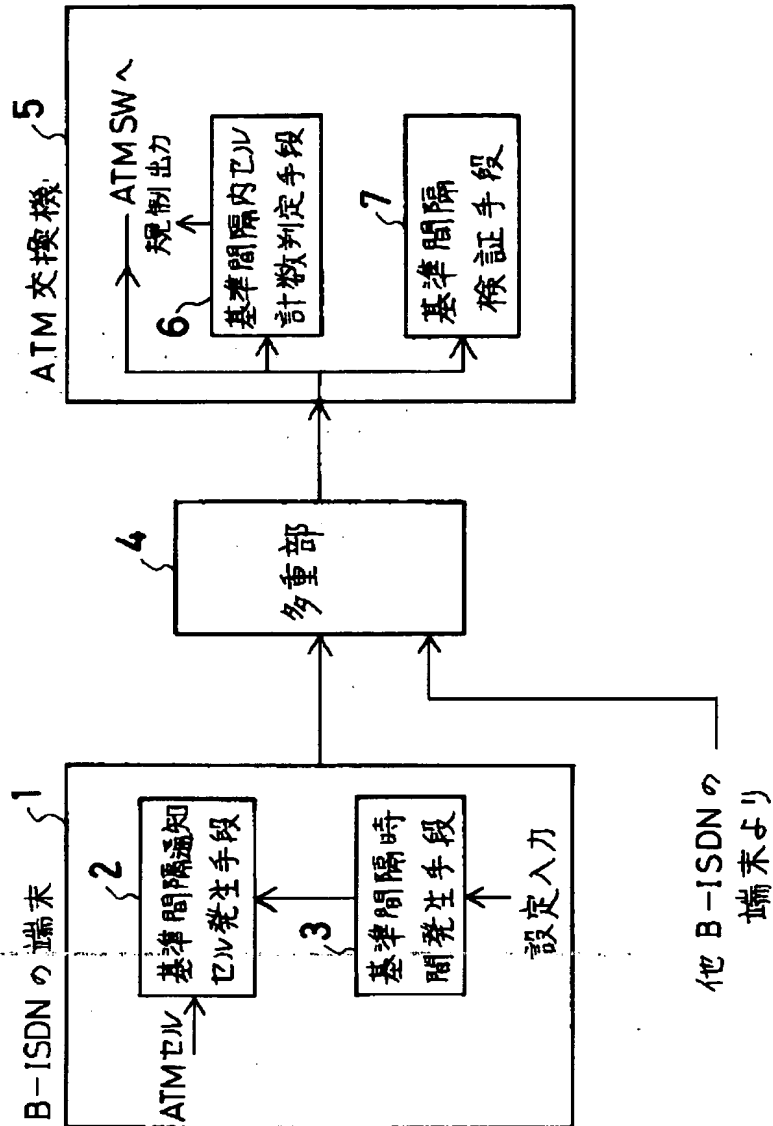 B-ISDNの端末
1
ATMセル
2
基準間隔通知
セル発生手段
3
基準間隔時
間発生手段
設定入力
4
多重部
他B-ISDNの
端末より
ATM交換機
5
ATM SWへ
規制出力
6
基準間隔内セル
計数判定手段
7
基準間隔
検証手段